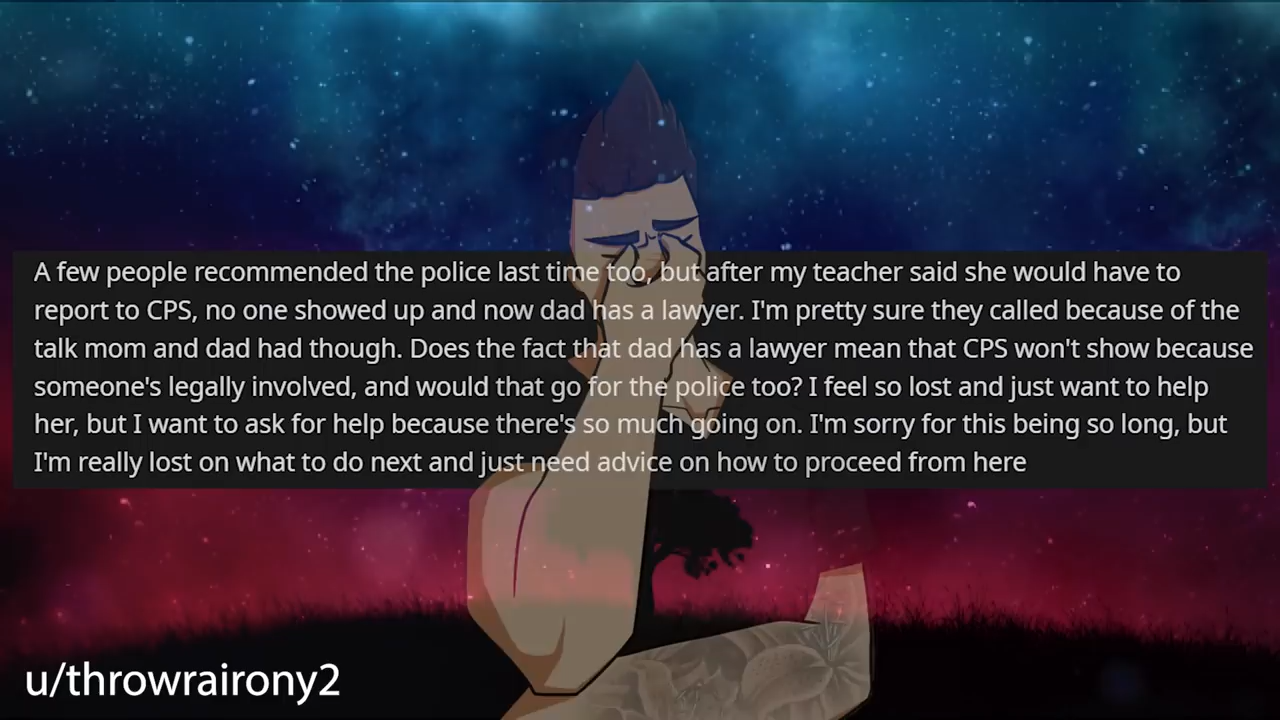 A few people recommended the police last time too, but after my teacher said she would have to
report to CPS, no one showed up and now dad has a lawyer. I'm pretty sure they called because of the
talk mom and dad had though. Does the fact that dad has a lawyer mean that CPS won't show because
someone's legally involved, and would that go for the police too? I feel so lost and just want to help
her, but I want to ask for help because there's so much going on. I'm sorry for this being so long, but
I'm really lost on what to do next and just need advice on how to proceed from here
u/throwrairony2